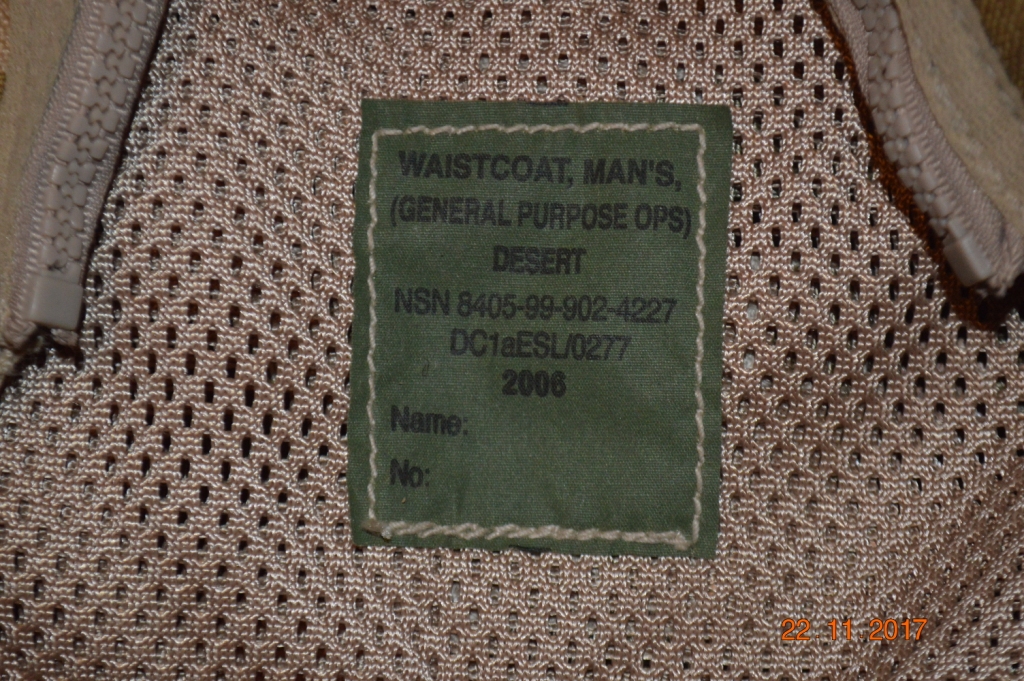 WAISTCOAT, MAN'S,
(GENERAL PURPOSE OPS)
DESERT
NSN 8405-99-902-4227
DC1aESL/0277
2006
Name:
No:
22 11 2017